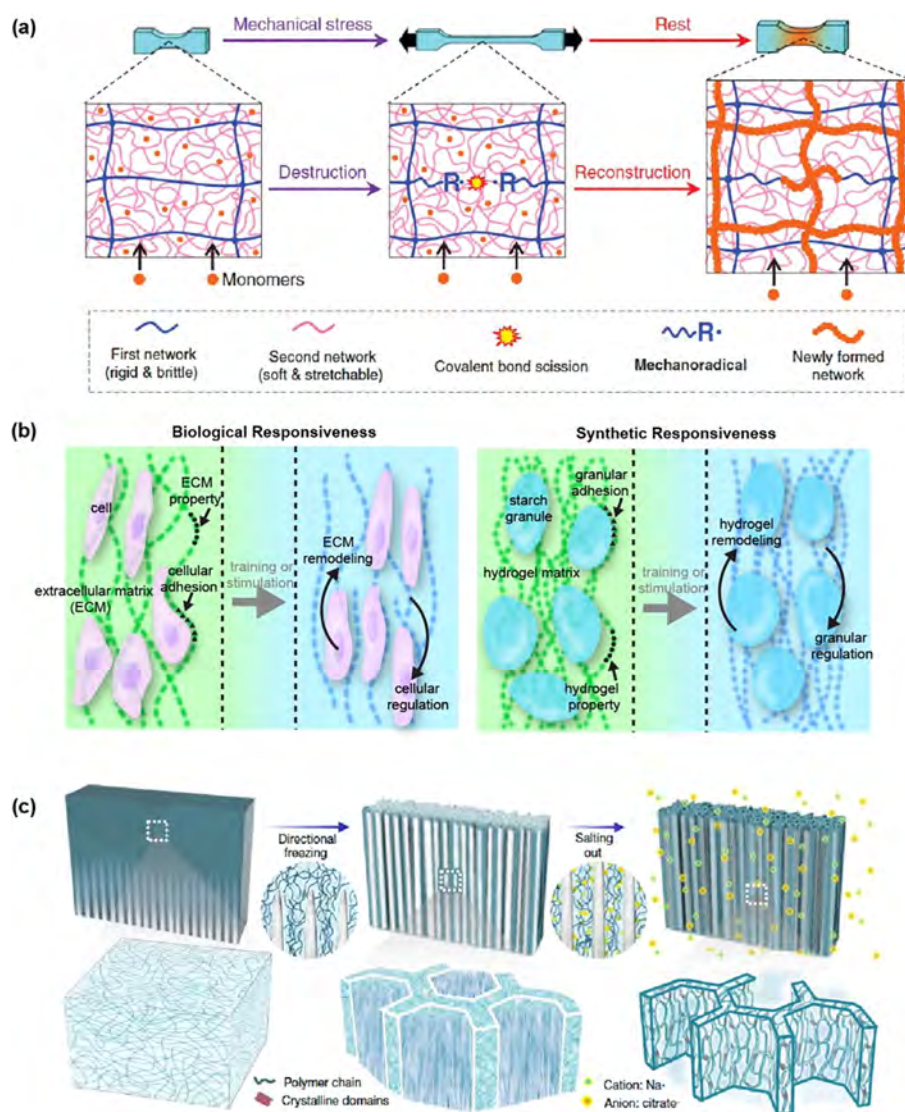 (a)
Mechanical stress
Rest
Destruction
R· ·R
Reconstruction
Monomers
First network
(rigid & brittle)
Second network
(soft & stretchable)
Covalent bond scission
R·
Mechanoradical
Newly formed
network
(b)
Biological Responsiveness
cell
ECM
property
extracellular matrix
(ECM)
cellular
adhesion
training or
stimulation
ECM
remodeling
cellular
regulation
Synthetic Responsiveness
starch
granule
granular
adhesion
hydrogel matrix
hydrogel
property
training or
stimulation
hydrogel
remodeling
granular
regulation
(c)
Directional
freezing
Salting
out
Polymer chain
Crystalline domains
Cation: Na+
Anion: citrate-